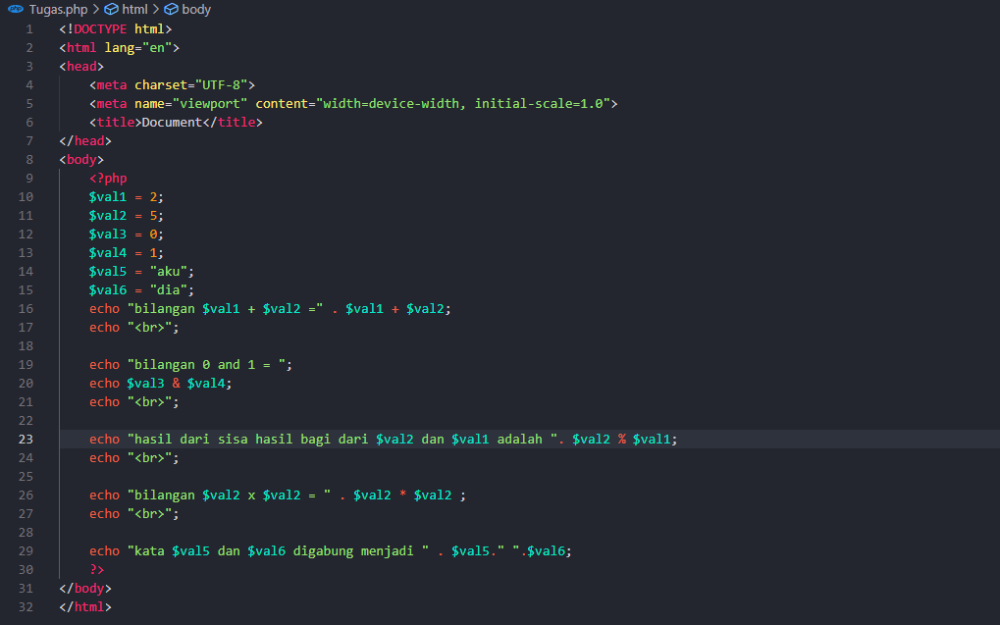 Tugas.php > html > body
1 <!DOCTYPE html>
2 <html lang="en">
3 <head>
4     <meta charset="UTF-8">
5     <meta name="viewport" content="width=device-width, initial-scale=1.0">
6     <title>Document</title>
7 </head>
8 <body>
9     <?php
10     $val1 = 2;
11     $val2 = 5;
12     $val3 = 0;
13     $val4 = 1;
14     $val5 = "aku";
15     $val6 = "dia";
16     echo "bilangan $val1 + $val2 =" . $val1 + $val2;
17     echo "<br>";
18
19     echo "bilangan 0 and 1 = ";
20     echo $val3 & $val4;
21     echo "<br>";
22
23     echo "hasil dari sisa hasil bagi dari $val2 dan $val1 adalah ". $val2 % $val1;
24     echo "<br>";
25
26     echo "bilangan $val2 x $val2 = " . $val2 * $val2 ;
27     echo "<br>";
28
29     echo "kata $val5 dan $val6 digabung menjadi " . $val5." ".$val6;
30     ?>
31 </body>
32 </html>